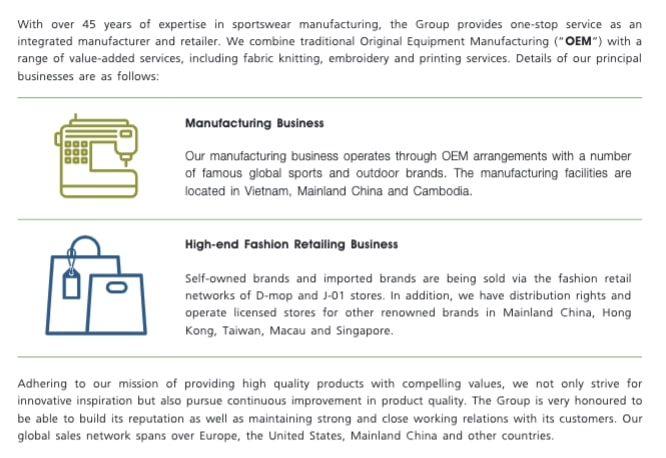 With over 45 years of expertise in sportswear manufacturing, the Group provides one-stop service as an
integrated manufacturer and retailer. We combine traditional Original Equipment Manufacturing (“OEM”) with a
range of value-added services, including fabric knitting, embroidery and printing services. Details of our principal
businesses are as follows:
Manufacturing Business
Our manufacturing business operates through OEM arrangements with a number
of famous global sports and outdoor brands. The manufacturing facilities are
located in Vietnam, Mainland China and Cambodia.
High-end Fashion Retailing Business
Self-owned brands and imported brands are being sold via the fashion retail
networks of D-mop and J-01 stores. In addition, we have distribution rights and
operate licensed stores for other renowned brands in Mainland China, Hong
Kong, Taiwan, Macau and Singapore.
Adhering to our mission of providing high quality products with compelling values, we not only strive for
innovative inspiration but also pursue continuous improvement in product quality. The Group is very honoured to
be able to build its reputation as well as maintaining strong and close working relations with its customers. Our
global sales network spans over Europe, the United States, Mainland China and other countries.